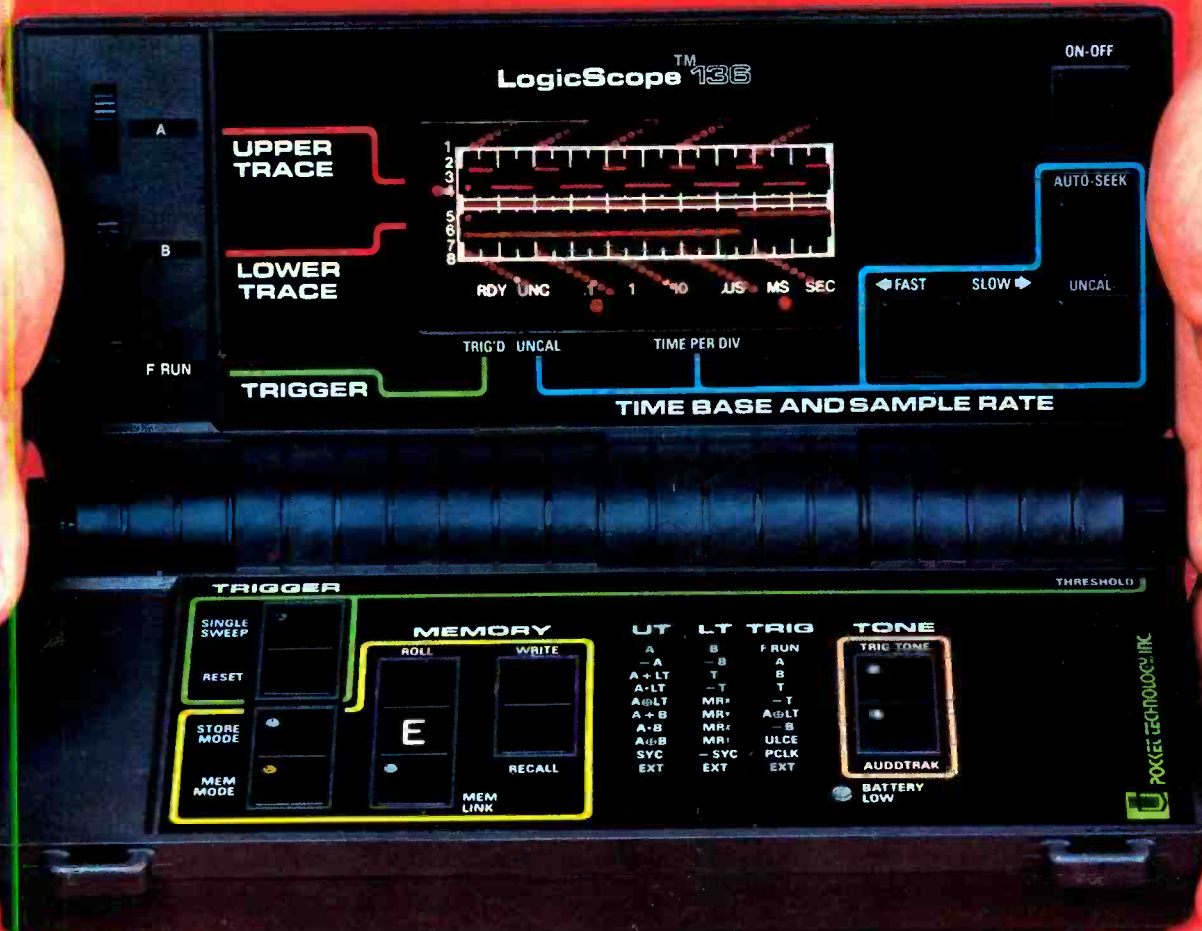 LogicScope™ 136
ON-OFF
A
UPPER
TRACE
1
2
3
4
5
6
7
8
B
LOWER
TRACE
RDY UNC .1 1 10 US MS SEC
AUTO-SEEK
FAST SLOW
UNCAL
TRIG'D UNCAL TIME PER DIV
F RUN
TRIGGER
TIME BASE AND SAMPLE RATE
TRIGGER
THRESHOLD
SINGLE
SWEEP
RESET
STORE
MODE
MEM
MODE
MEMORY
ROLL WRITE
E
RECALL
MEM
LINK
UT LT TRIG
A B F RUN
–A –B A
A+LT T B
A•LT –T T
A⊕LT –T
A+B A⊕LT
A•B –B
A⊕B ULCE
SYC –SYC PCLK
EXT EXT EXT
TONE
TRIG TONE
AUDDTRAK
BATTERY
LOW
POCKET TECHNOLOGY, INC